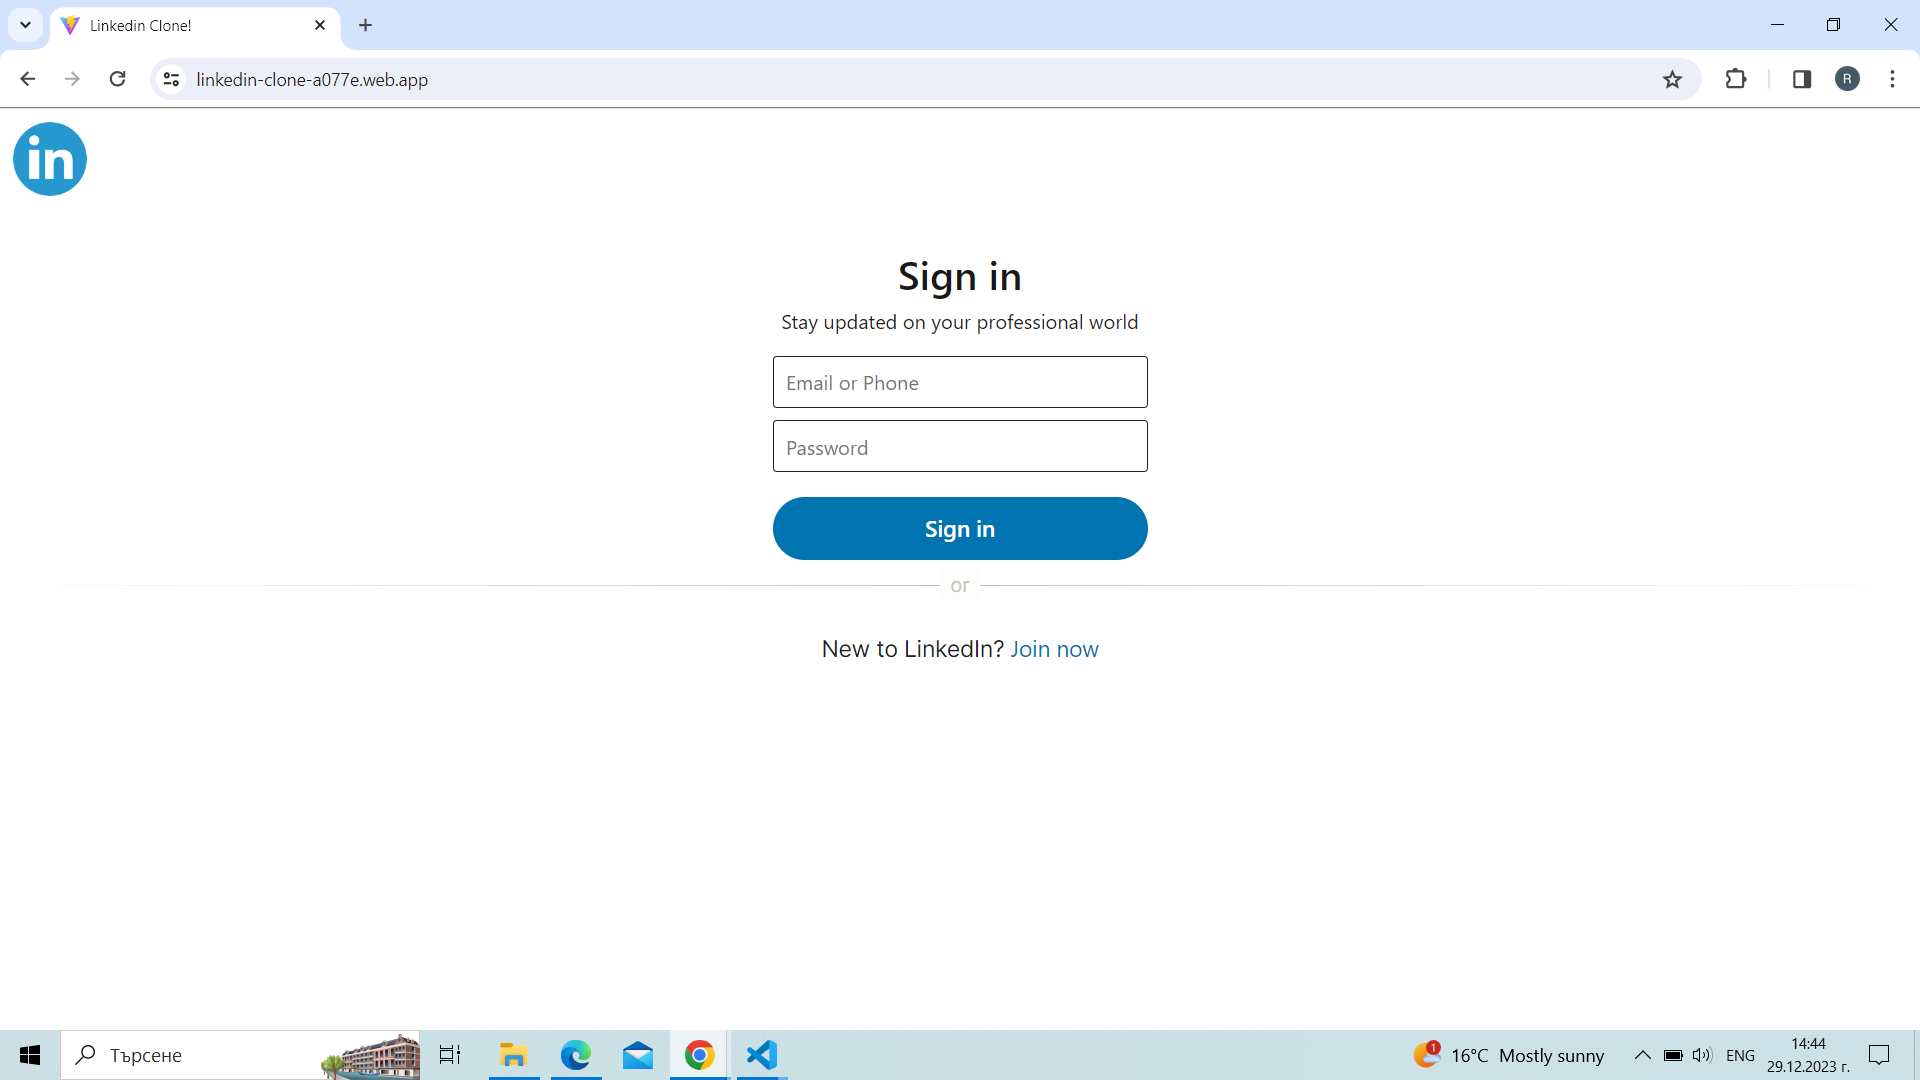 Linkedin Clone!
linkedin-clone-a077e.web.app
R
in
Sign in
Stay updated on your professional world
Email or Phone
Password
Sign in
or
New to LinkedIn? Join now
Търсене
1
16°C Mostly sunny
ENG
14:44
29.12.2023 г.